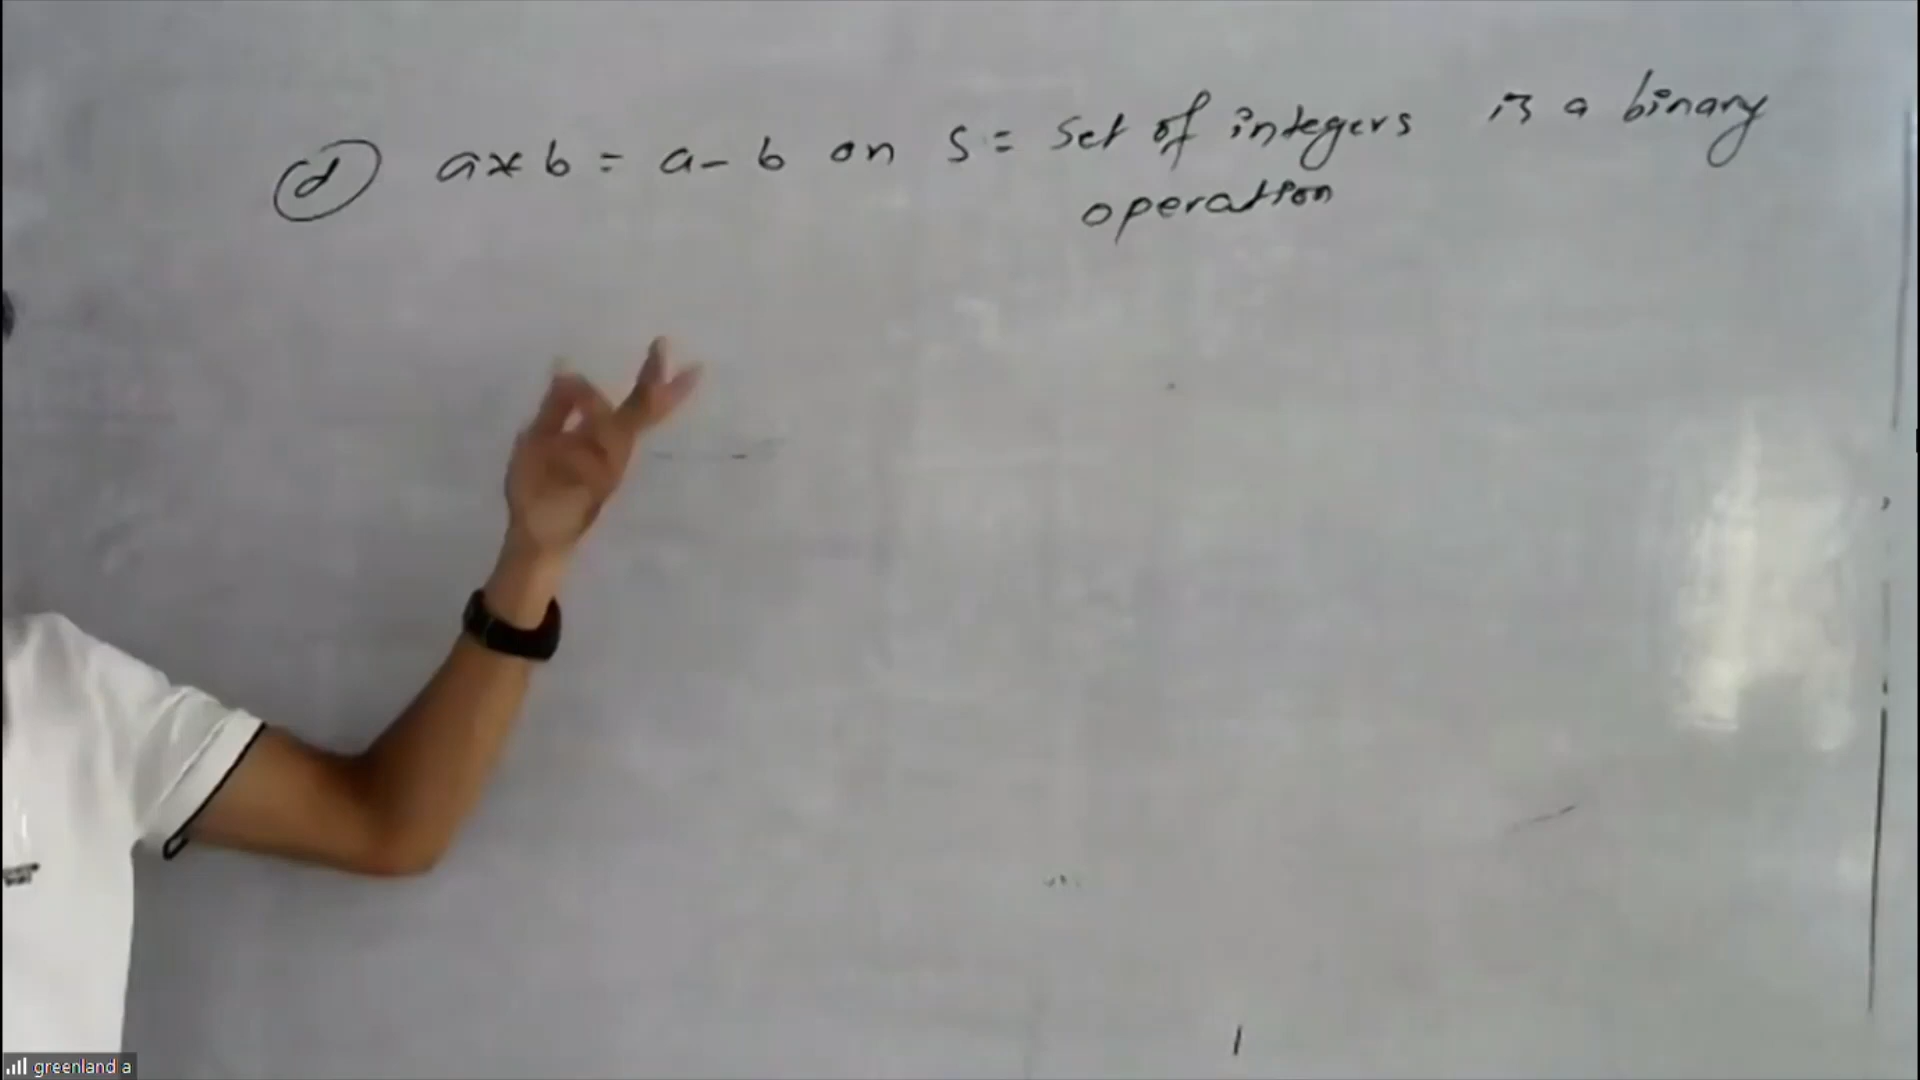 (d) a * b = a - b on S = Set of integers is a binary
operation
greenland a